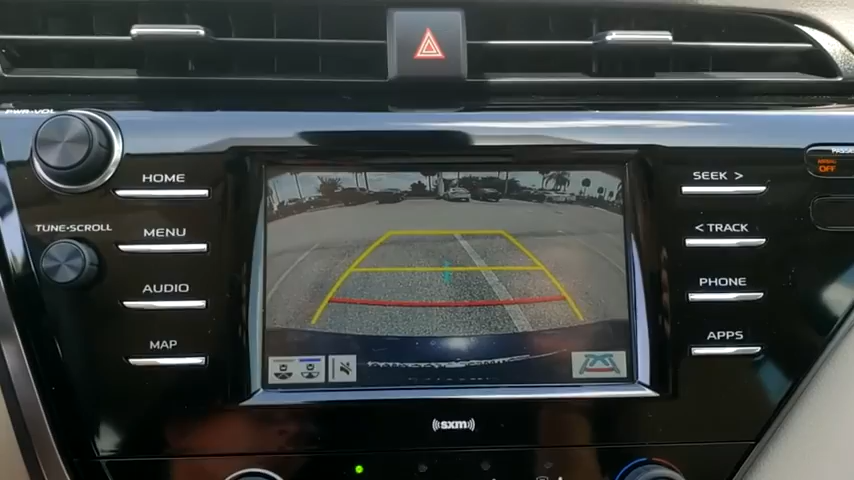 PWR•VOL
HOME
SEEK >
TUNE•SCROLL
MENU
< TRACK
AUDIO
PHONE
MAP
APPS
OFF
((sxm))